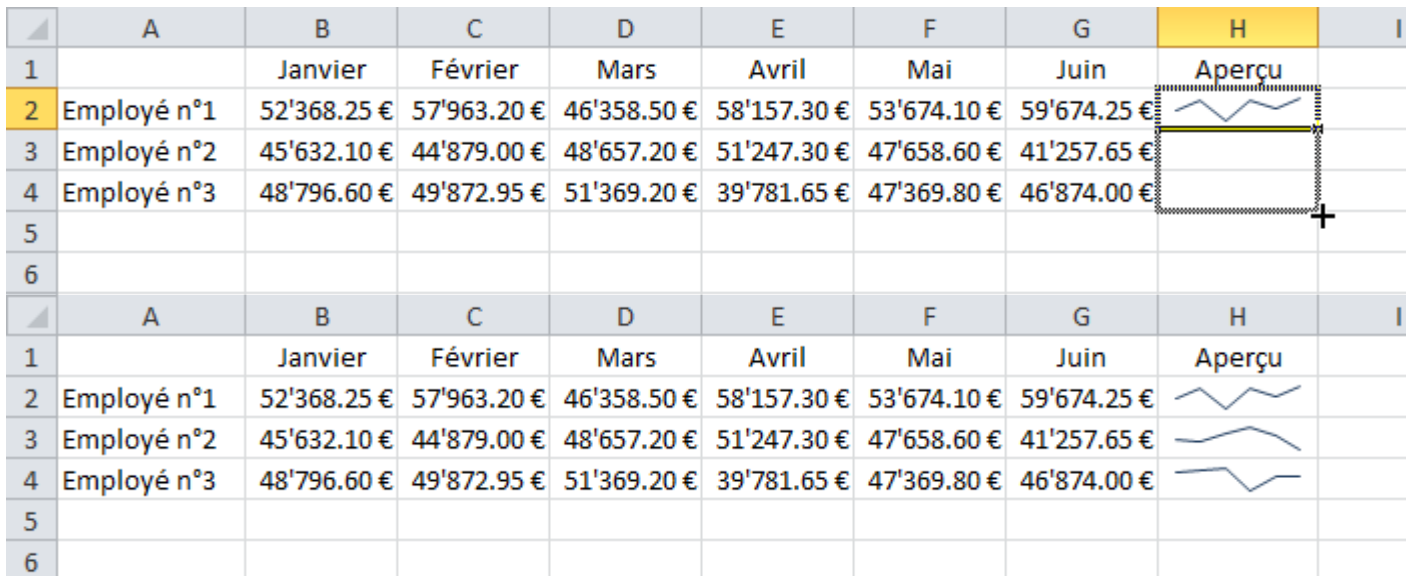 A B C D E F G H I
1 Janvier Février Mars Avril Mai Juin Aperçu
2 Employé n°1 52'368.25 € 57'963.20 € 46'358.50 € 58'157.30 € 53'674.10 € 59'674.25 €
3 Employé n°2 45'632.10 € 44'879.00 € 48'657.20 € 51'247.30 € 47'658.60 € 41'257.65 €
4 Employé n°3 48'796.60 € 49'872.95 € 51'369.20 € 39'781.65 € 47'369.80 € 46'874.00 €
5
6
A B C D E F G H I
1 Janvier Février Mars Avril Mai Juin Aperçu
2 Employé n°1 52'368.25 € 57'963.20 € 46'358.50 € 58'157.30 € 53'674.10 € 59'674.25 €
3 Employé n°2 45'632.10 € 44'879.00 € 48'657.20 € 51'247.30 € 47'658.60 € 41'257.65 €
4 Employé n°3 48'796.60 € 49'872.95 € 51'369.20 € 39'781.65 € 47'369.80 € 46'874.00 €
5
6